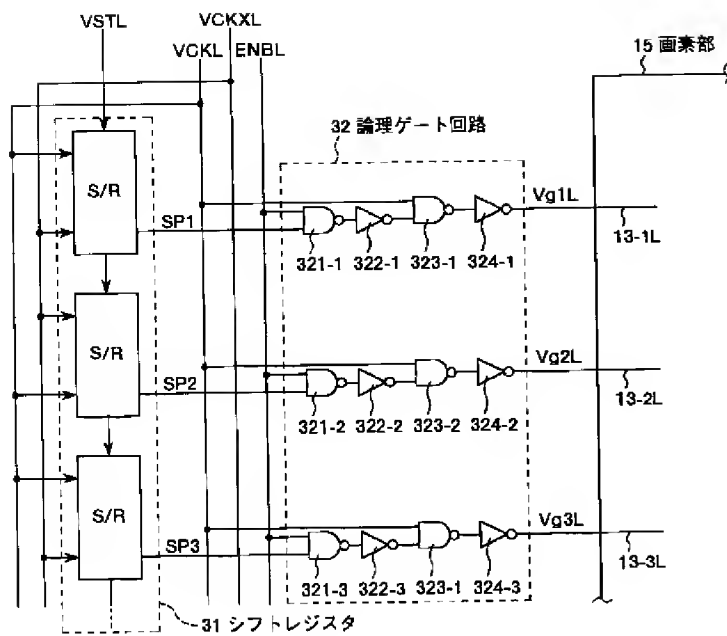 VCKXL
VSTL
VCKL ENBL
15 画素部
32 論理ゲート回路
S/R
SP1
Vg1L
321-1 322-1 323-1 324-1
13-1L
S/R
SP2
Vg2L
321-2 322-2 323-2 324-2
13-2L
S/R
SP3
Vg3L
321-3 322-3 323-1 324-3
13-3L
31 シフトレジスタ